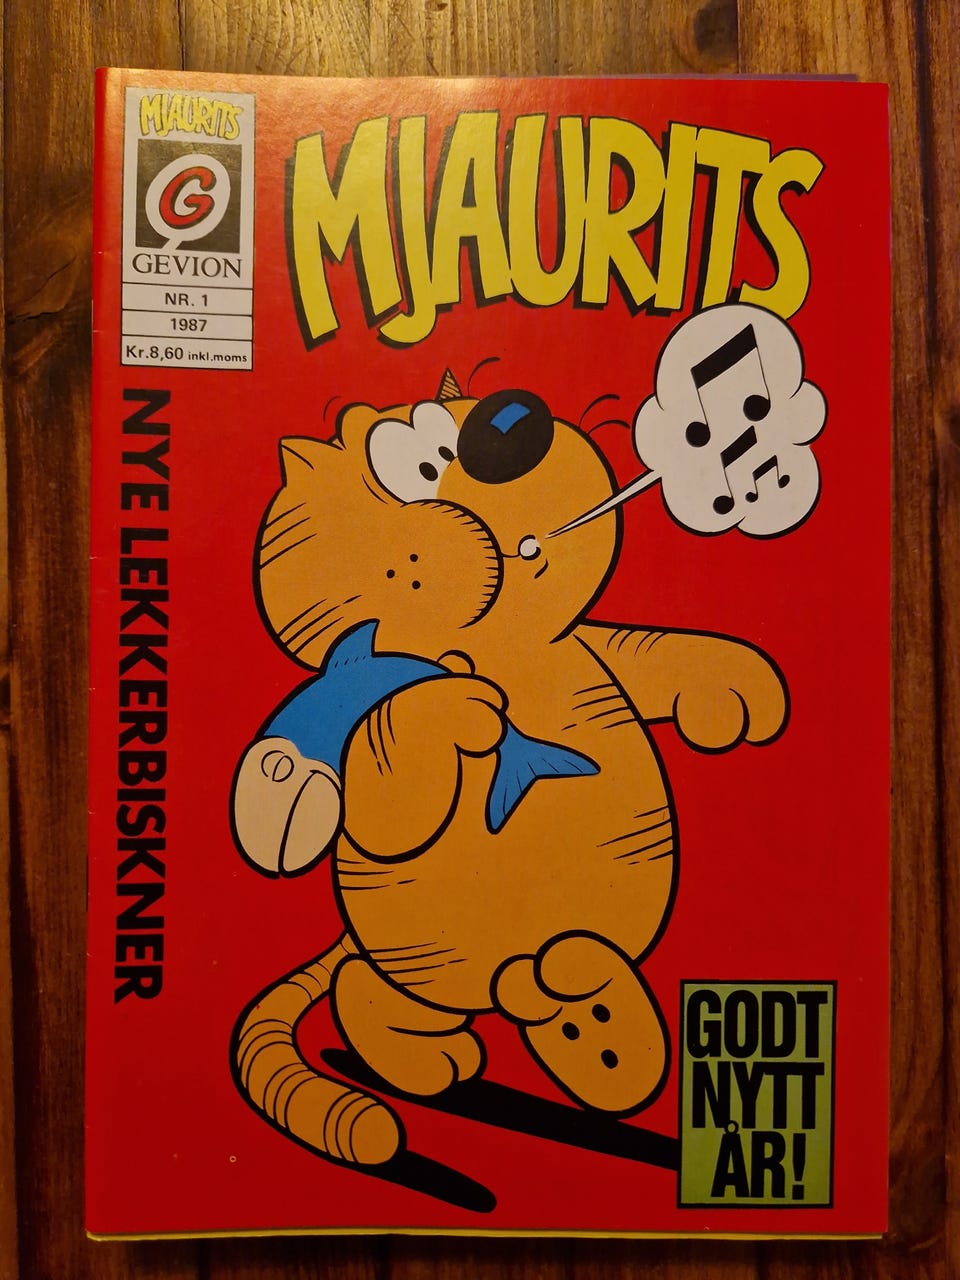 MJAURITS
G
GEVION
NR. 1
1987
Kr.8,60 inkl.moms
MJAURITS
NYE LEKKERBISKNER
GODT
NYTT
ÅR!